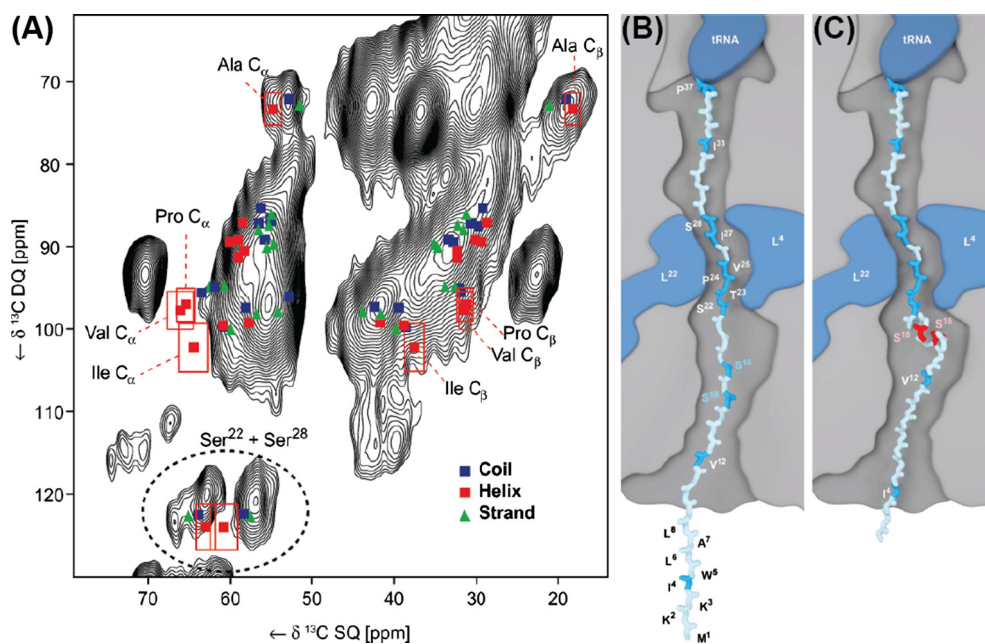 (A)
70
80
90
100
110
120
← δ ¹³C DQ [ppm]
Ala Cα
Ala Cβ
Pro Cα
Val Cα
Ile Cα
Pro Cβ
Val Cβ
Ile Cβ
Ser²² + Ser²⁸
Coil
Helix
Strand
70 60 50 40 30 20
← δ ¹³C SQ [ppm]
(B)
tRNA
P³⁷
I³³
S²⁸
I²⁷
L⁴
V²⁵
L²²
P²⁴
T²³
S²²
S¹⁶
S¹⁸
V¹²
L⁸
A⁷
L⁶
W⁵
I⁴
K³
K²
M¹
(C)
tRNA
L⁴
L²²
S¹⁸
S¹⁶
V¹²
I⁴